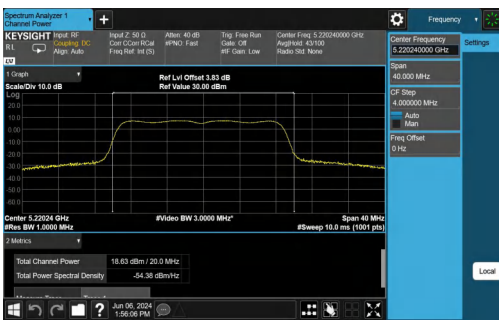 Spectrum Analyzer 1
Channel Power
Frequency
KEYSIGHT
Input: RF
Coupling: DC
Align: Auto
RL
Input Z: 50 Ω
Corr CCorr RCal
Freq Ref: Int (S)
Atten: 40 dB
#PNO: Fast
Trig: Free Run
Gate: Off
#IF Gain: Low
Center Freq: 5.220240000 GHz
Avg|Hold: 43/100
Radio Std: None
Center Frequency
5.220240000 GHz
Settings
Span
40.000 MHz
CF Step
4.000000 MHz
Auto
Man
Freq Offset
0 Hz
1 Graph
Scale/Div 10.0 dB
Ref Lvl Offset 3.83 dB
Ref Value 30.00 dBm
Log
20.0
10.0
0.00
-10.0
-20.0
-30.0
-40.0
-50.0
-60.0
Center 5.22024 GHz
#Res BW 1.0000 MHz
#Video BW 3.0000 MHz*
Span 40 MHz
#Sweep 10.0 ms (1001 pts)
2 Metrics
Total Channel Power 18.63 dBm / 20.0 MHz
Total Power Spectral Density -54.38 dBm/Hz
Local
Jun 06, 2024
1:56:06 PM